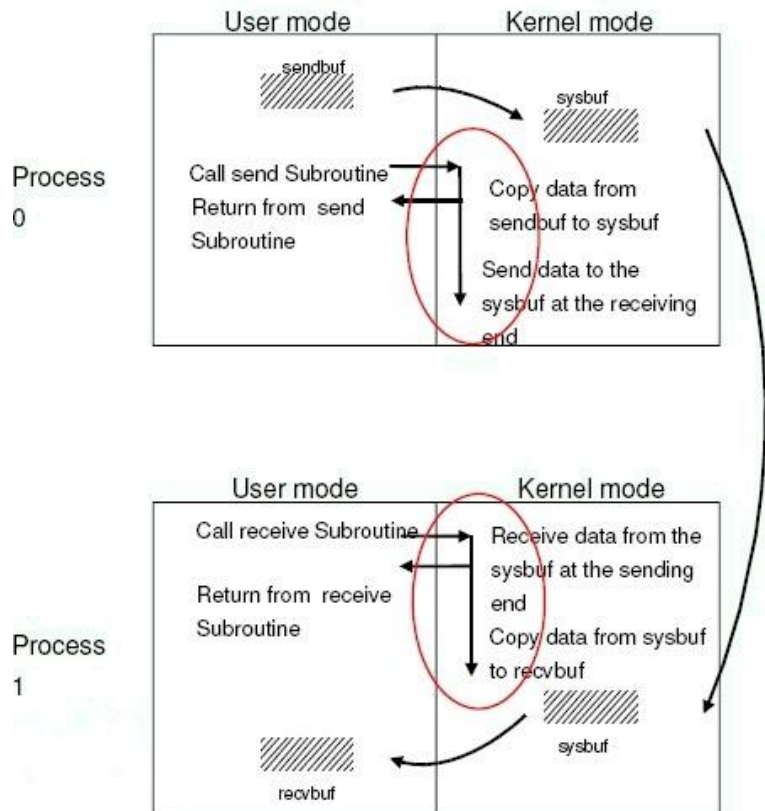 User mode
Kernel mode
sendbuf
sysbuf
Process
0
Call send Subroutine
Return from send
Subroutine
Copy data from
sendbuf to sysbuf
Send data to the
sysbuf at the receiving
end
User mode
Kernel mode
Process
1
Call receive Subroutine
Return from receive
Subroutine
Receive data from the
sysbuf at the sending
end
Copy data from sysbuf
to recvbuf
sysbuf
recvbuf